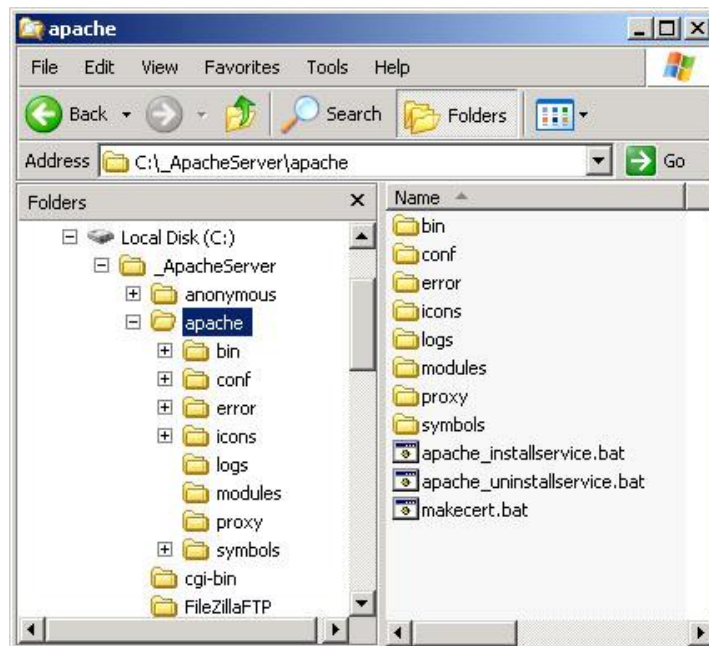 apache
File Edit View Favorites Tools Help
Back Search Folders
Address C:\_ApacheServer\apache Go
Folders x
Local Disk (C:)
_ApacheServer
anonymous
apache
bin
conf
error
icons
logs
modules
proxy
symbols
cgi-bin
FileZillaFTP
Name
bin
conf
error
icons
logs
modules
proxy
symbols
apache_installservice.bat
apache_uninstallservice.bat
makecert.bat